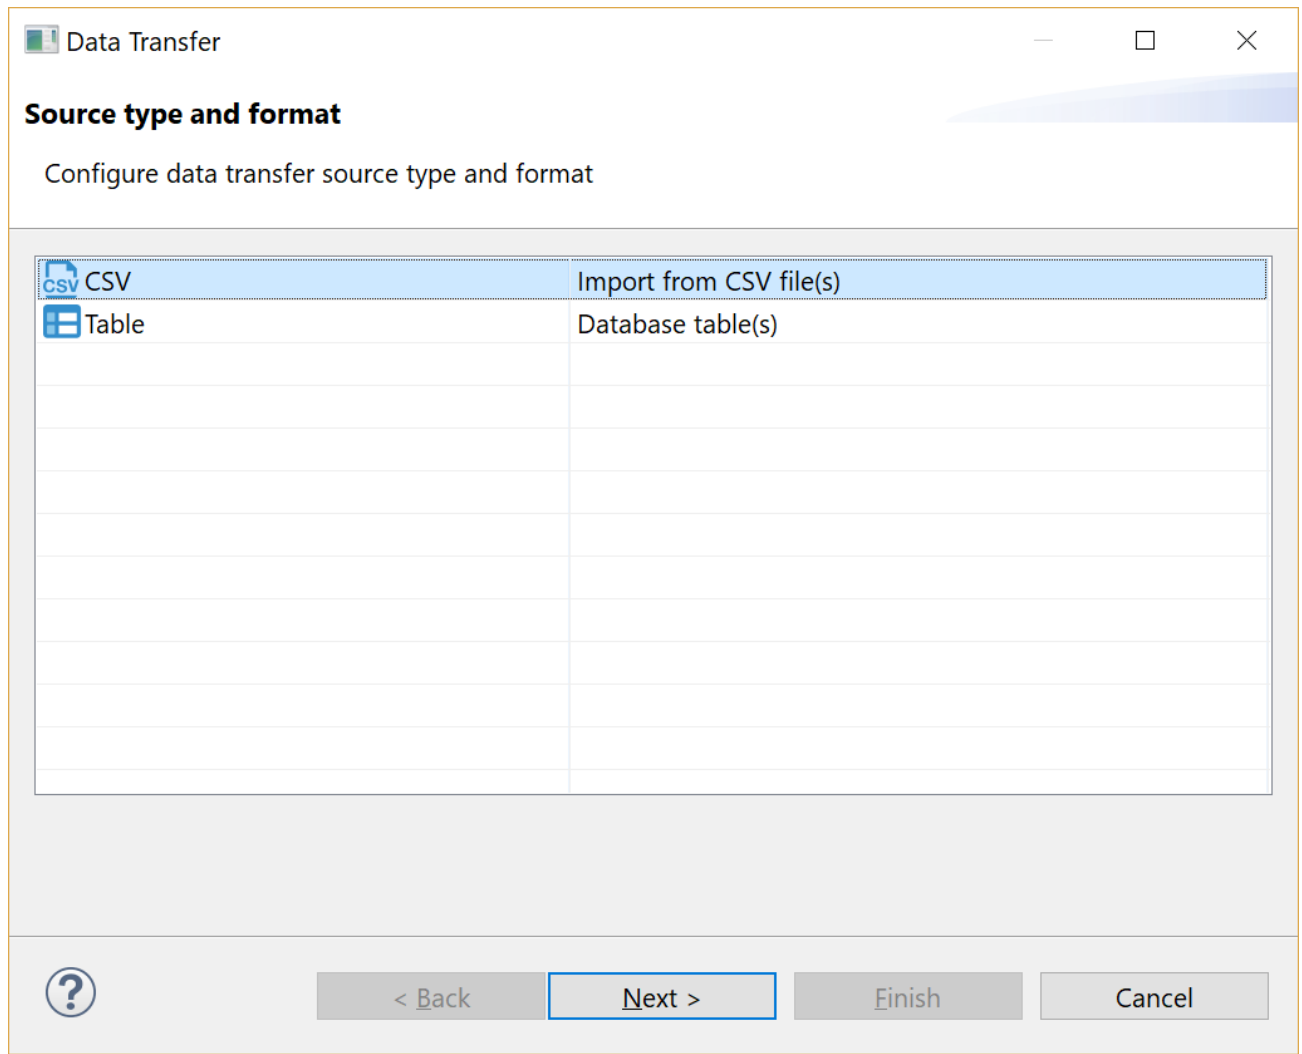 Data Transfer
Source type and format
Configure data transfer source type and format
CSV CSV Import from CSV file(s)
Table Database table(s)
? < Back Next > Finish Cancel